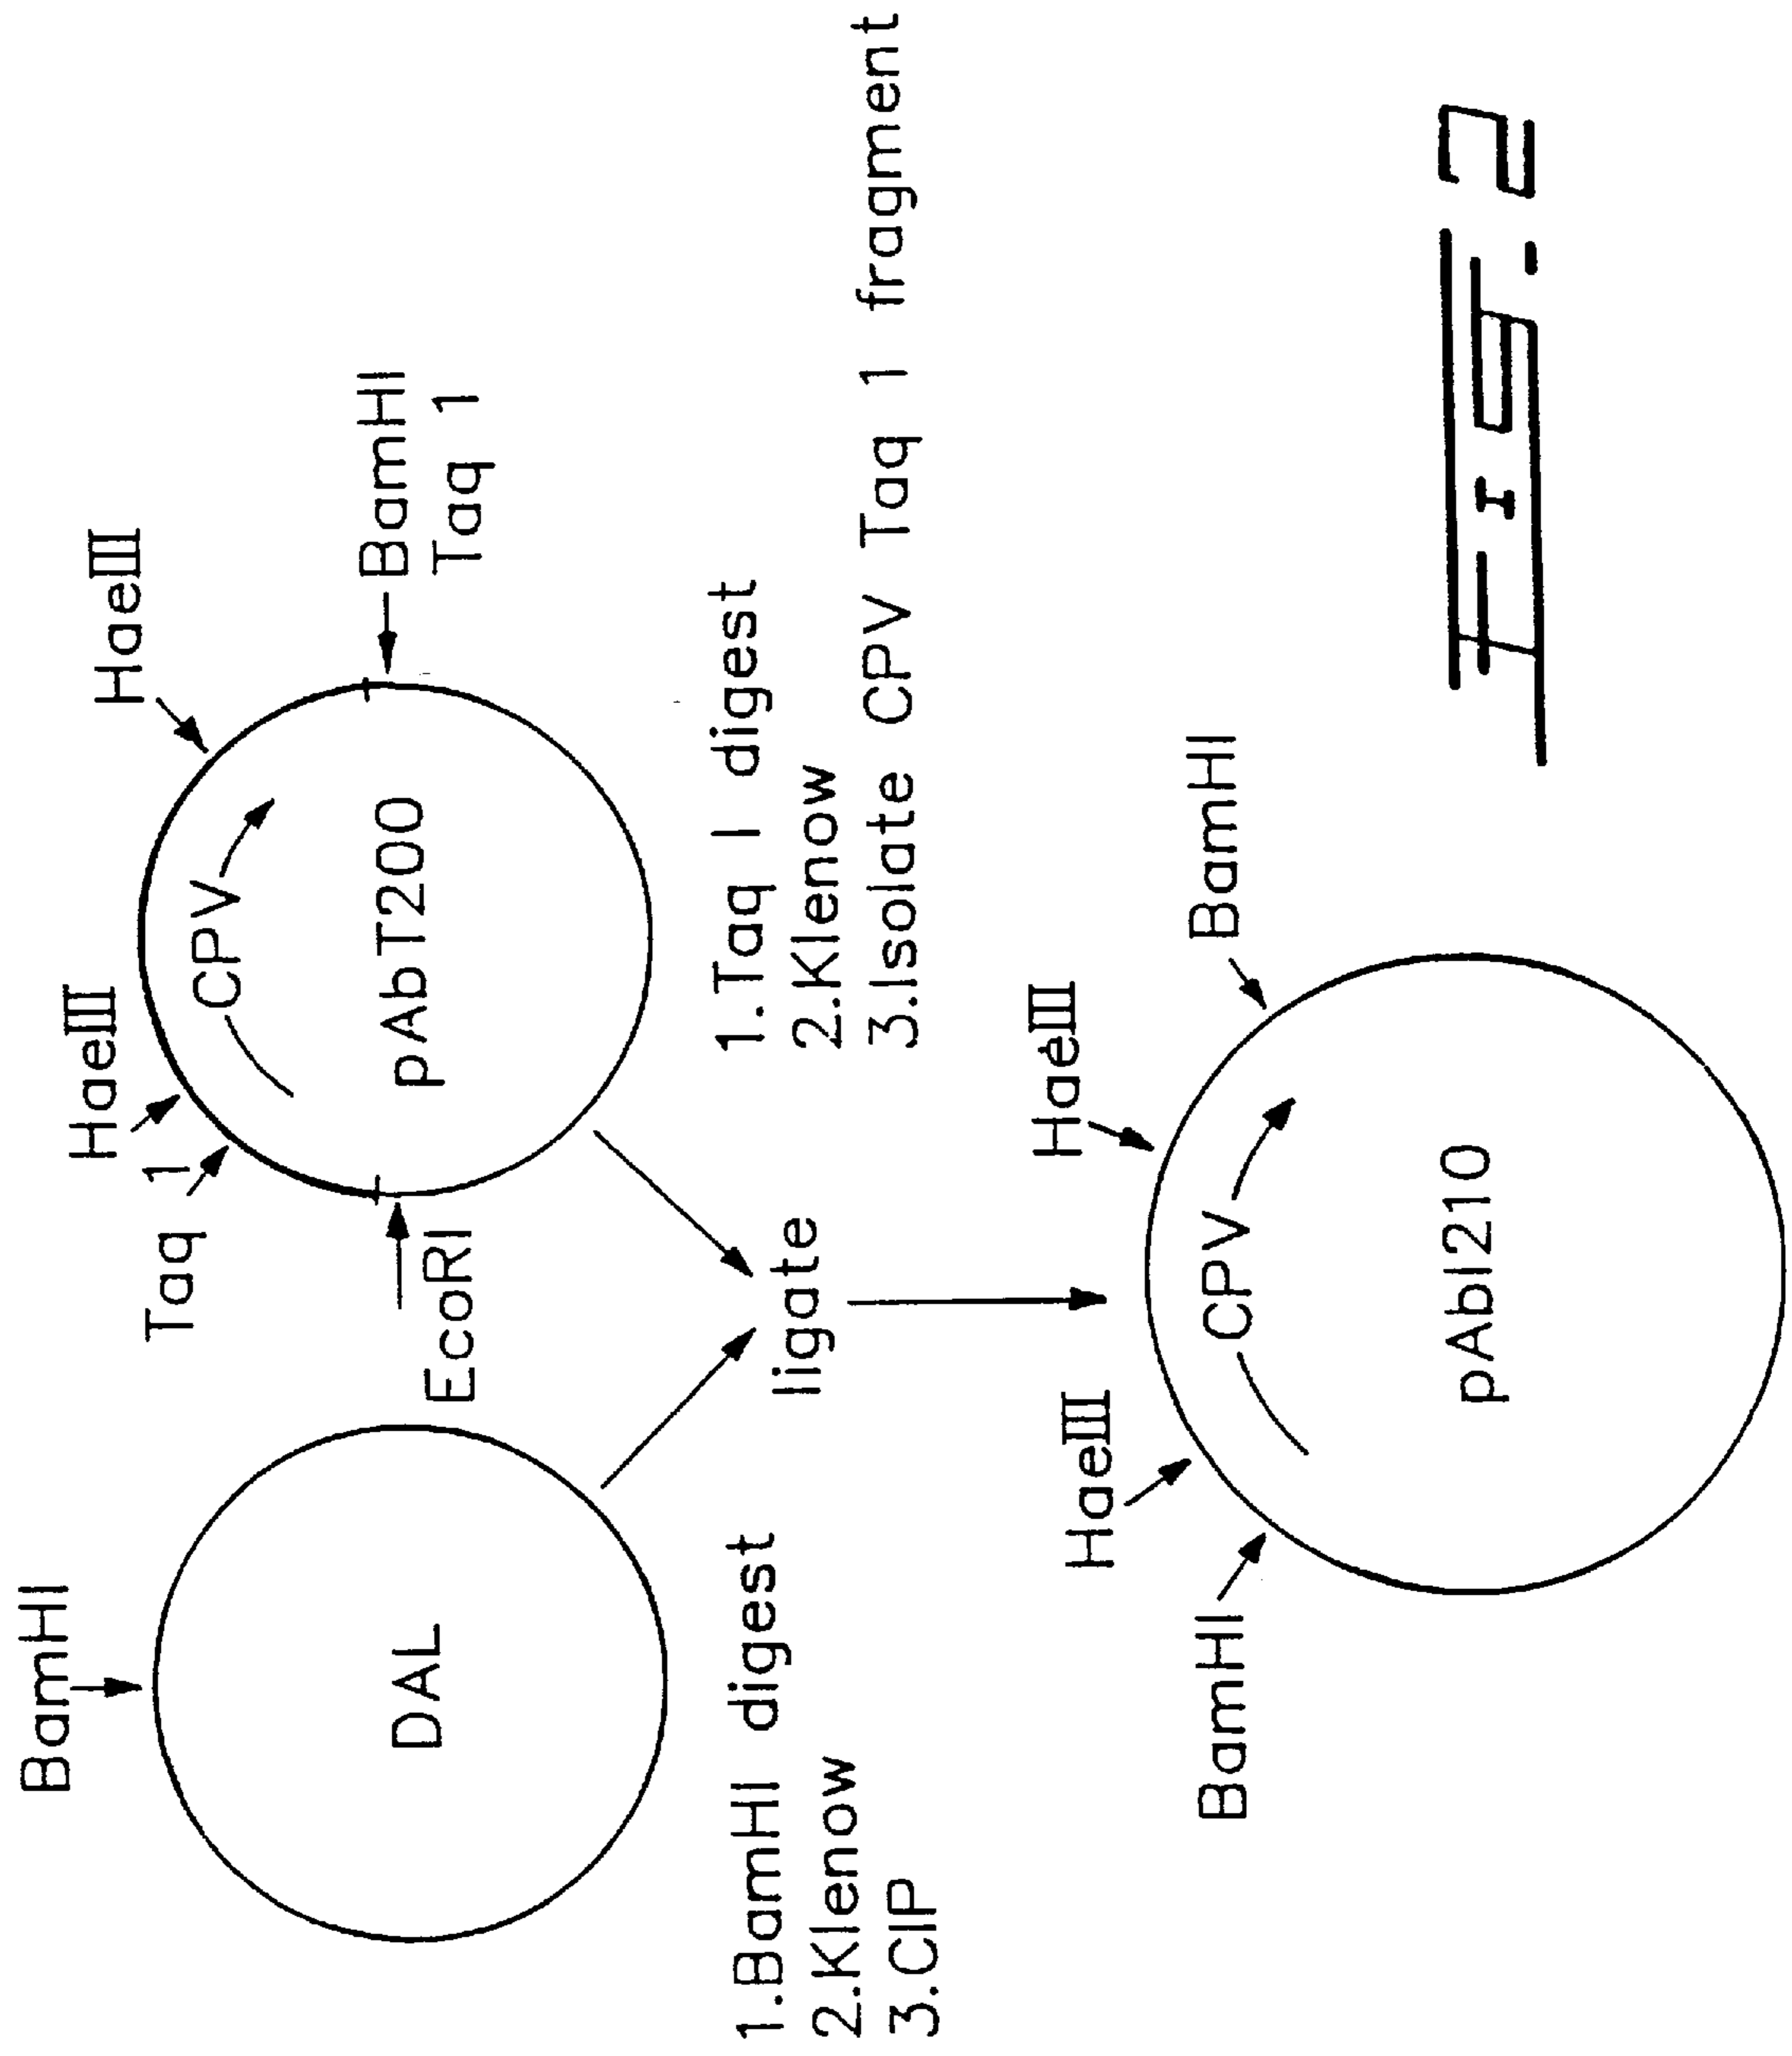 BamHI
DAL
1.BamHI digest
2.Klenow
3.CIP
Taq 1
HaeIII
HaeIII
EcoRI
BamHI
Taq 1
CPV
pAbT200
1.Taq I digest
2.Klenow
3.Isolate CPV Taq 1 fragment
ligate
BamHI
HaeIII
HaeIII
BamHI
CPV
pAbI210
Fig. 2